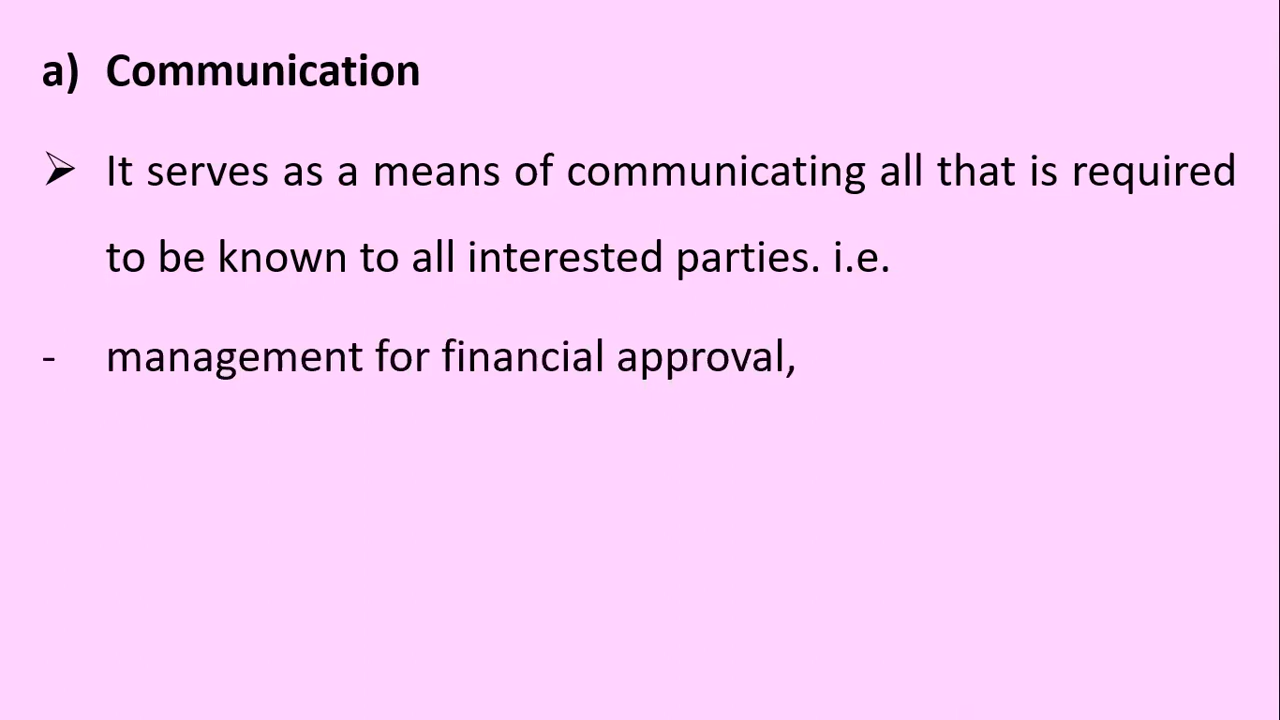 a) Communication
➢ It serves as a means of communicating all that is required
to be known to all interested parties. i.e.
- management for financial approval,